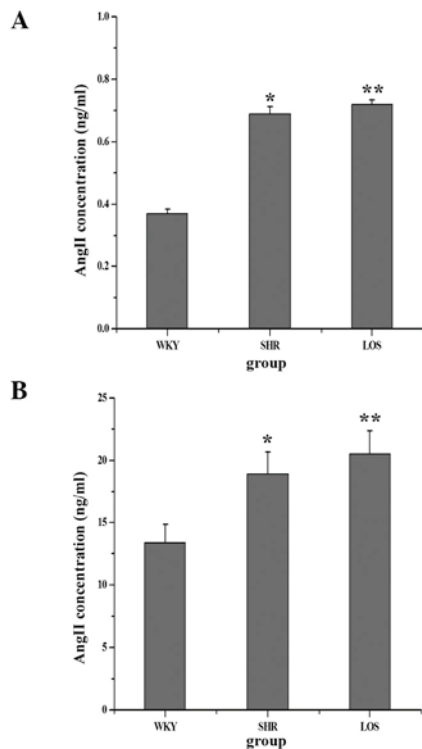 A
AngII concentration (ng/ml)
1.0
0.8
0.6
0.4
0.2
0.0
*
**
WKY SHR LOS
group
B
AngII concentration (ng/ml)
25
20
15
10
5
0
*
**
WKY SHR LOS
group